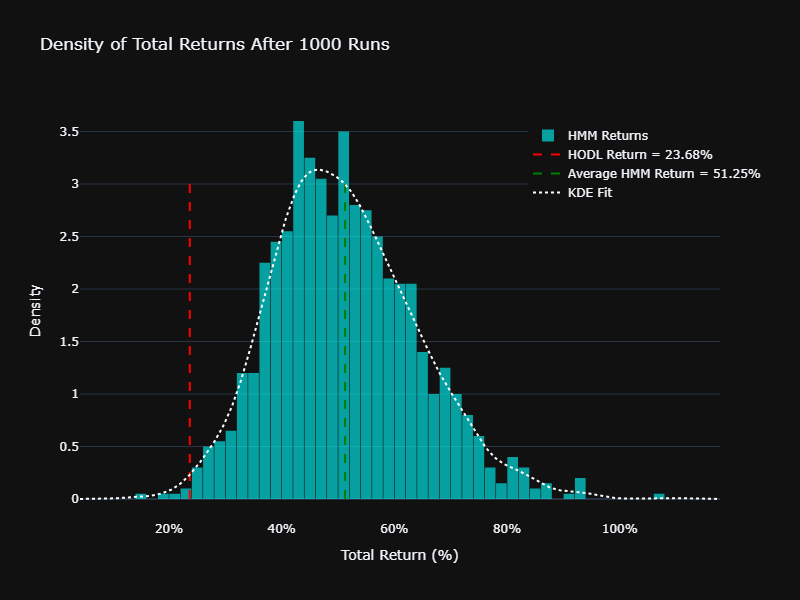 Density of Total Returns After 1000 Runs
HMM Returns
HODL Return = 23.68%
Average HMM Return = 51.25%
KDE Fit
3.5
3
2.5
2
1.5
1
0.5
0
Density
20%
40%
60%
80%
100%
Total Return (%)